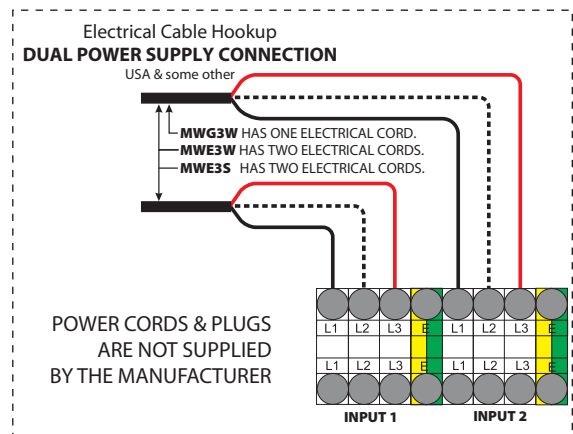 Electrical Cable Hookup
DUAL POWER SUPPLY CONNECTION
USA & some other
MWG3W HAS ONE ELECTRICAL CORD.
MWE3W HAS TWO ELECTRICAL CORDS.
MWE3S HAS TWO ELECTRICAL CORDS.
POWER CORDS & PLUGS
ARE NOT SUPPLIED
BY THE MANUFACTURER
L1 L2 L3 E L1 L2 L3 E
L1 L2 L3 E L1 L2 L3 E
INPUT 1 INPUT 2